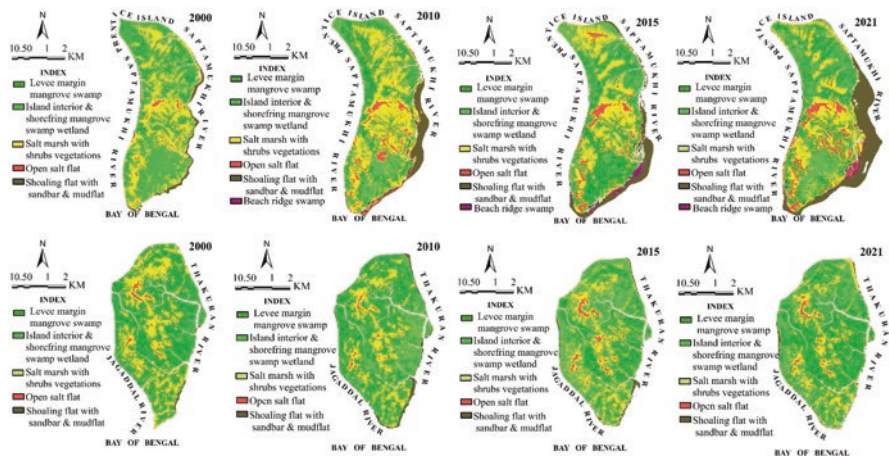 2000
N
10.50 1 2
KM
INDEX
Levee margin
mangrove swamp
Island interior &
shorefring mangrove
swamp wetland
Salt marsh with
shrubs vegetations
Open salt flat
Shoaling flat with
sandbar & mudflat
PRENTICE ISLAND
SAPTAMUKHI RIVER
SAPTAMUKHI RIVER
BAY OF BENGAL
2010
N
10.50 1 2
KM
INDEX
Levee margin
mangrove swamp
Island interior &
shorefring mangrove
swamp wetland
Salt marsh with
shrubs vegetations
Open salt flat
Shoaling flat with
sandbar & mudflat
Beach ridge swamp
PRENTICE ISLAND
SAPTAMUKHI RIVER
SAPTAMUKHI RIVER
BAY OF BENGAL
2015
N
10.50 1 2
KM
INDEX
Levee margin
mangrove swamp
Island interior &
shorefring mangrove
swamp wetland
Salt marsh with
shrubs vegetations
Open salt flat
Shoaling flat with
sandbar & mudflat
Beach ridge swamp
PRENTICE ISLAND
SAPTAMUKHI RIVER
SAPTAMUKHI RIVER
BAY OF BENGAL
2021
N
10.50 1 2
KM
INDEX
Levee margin
mangrove swamp
Island interior &
shorefring mangrove
swamp wetland
Salt marsh with
shrubs vegetations
Open salt flat
Shoaling flat with
sandbar & mudflat
Beach ridge swamp
PRENTICE ISLAND
SAPTAMUKHI RIVER
SAPTAMUKHI RIVER
BAY OF BENGAL
2000
N
10.50 1 2
KM
INDEX
Levee margin
mangrove swamp
Island interior &
shorefring mangrove
swamp wetland
Salt marsh with
shrubs vegetations
Open salt flat
Shoaling flat with
sandbar & mudflat
THAKURAN RIVER
JAGADDAL RIVER
BAY OF BENGAL
2010
N
10.50 1 2
KM
INDEX
Levee margin
mangrove swamp
Island interior &
shorefring mangrove
swamp wetland
Salt marsh with
shrubs vegetations
Open salt flat
Shoaling flat with
sandbar & mudflat
THAKURAN RIVER
JAGADDAL RIVER
BAY OF BENGAL
2015
N
10.50 1 2
KM
INDEX
Levee margin
mangrove swamp
Island interior &
shorefring mangrove
swamp wetland
Salt marsh with
shrubs vegetations
Open salt flat
Shoaling flat with
sandbar & mudflat
THAKURAN RIVER
JAGADDAL RIVER
BAY OF BENGAL
2021
N
10.50 1 2
KM
INDEX
Levee margin
mangrove swamp
Island interior &
shorefring mangrove
swamp wetland
Salt marsh with
shrubs vegetations
Open salt flat
Shoaling flat with
sandbar & mudflat
THAKURAN RIVER
JAGADDAL RIVER
BAY OF BENGAL